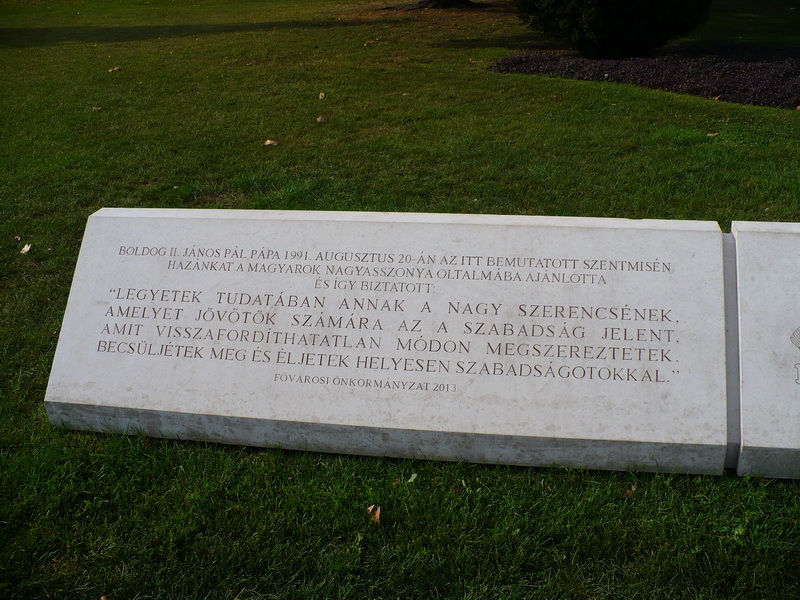 BOLDOG II. JÁNOS PÁL PÁPA 1991. AUGUSZTUS 20-ÁN AZ ITT BEMUTATOTT SZENTMISÉN
HAZÁNKAT A MAGYAROK NAGYASSZONYA OLTALMÁBA AJÁNLOTTA
ÉS ÍGY BIZTATOTT:
"LEGYETEK TUDATÁBAN ANNAK A NAGY SZERENCSÉNEK,
AMELYET JÖVŐTÖK SZÁMÁRA AZ A SZABADSÁG JELENT,
AMIT VISSZAFORDÍTHATATLAN MÓDON MEGSZEREZTETEK.
BECSÜLJÉTEK MEG ÉS ÉLJETEK HELYESEN SZABADSÁGOTOKKAL."
FŐVÁROSI ÖNKORMÁNYZAT 2013